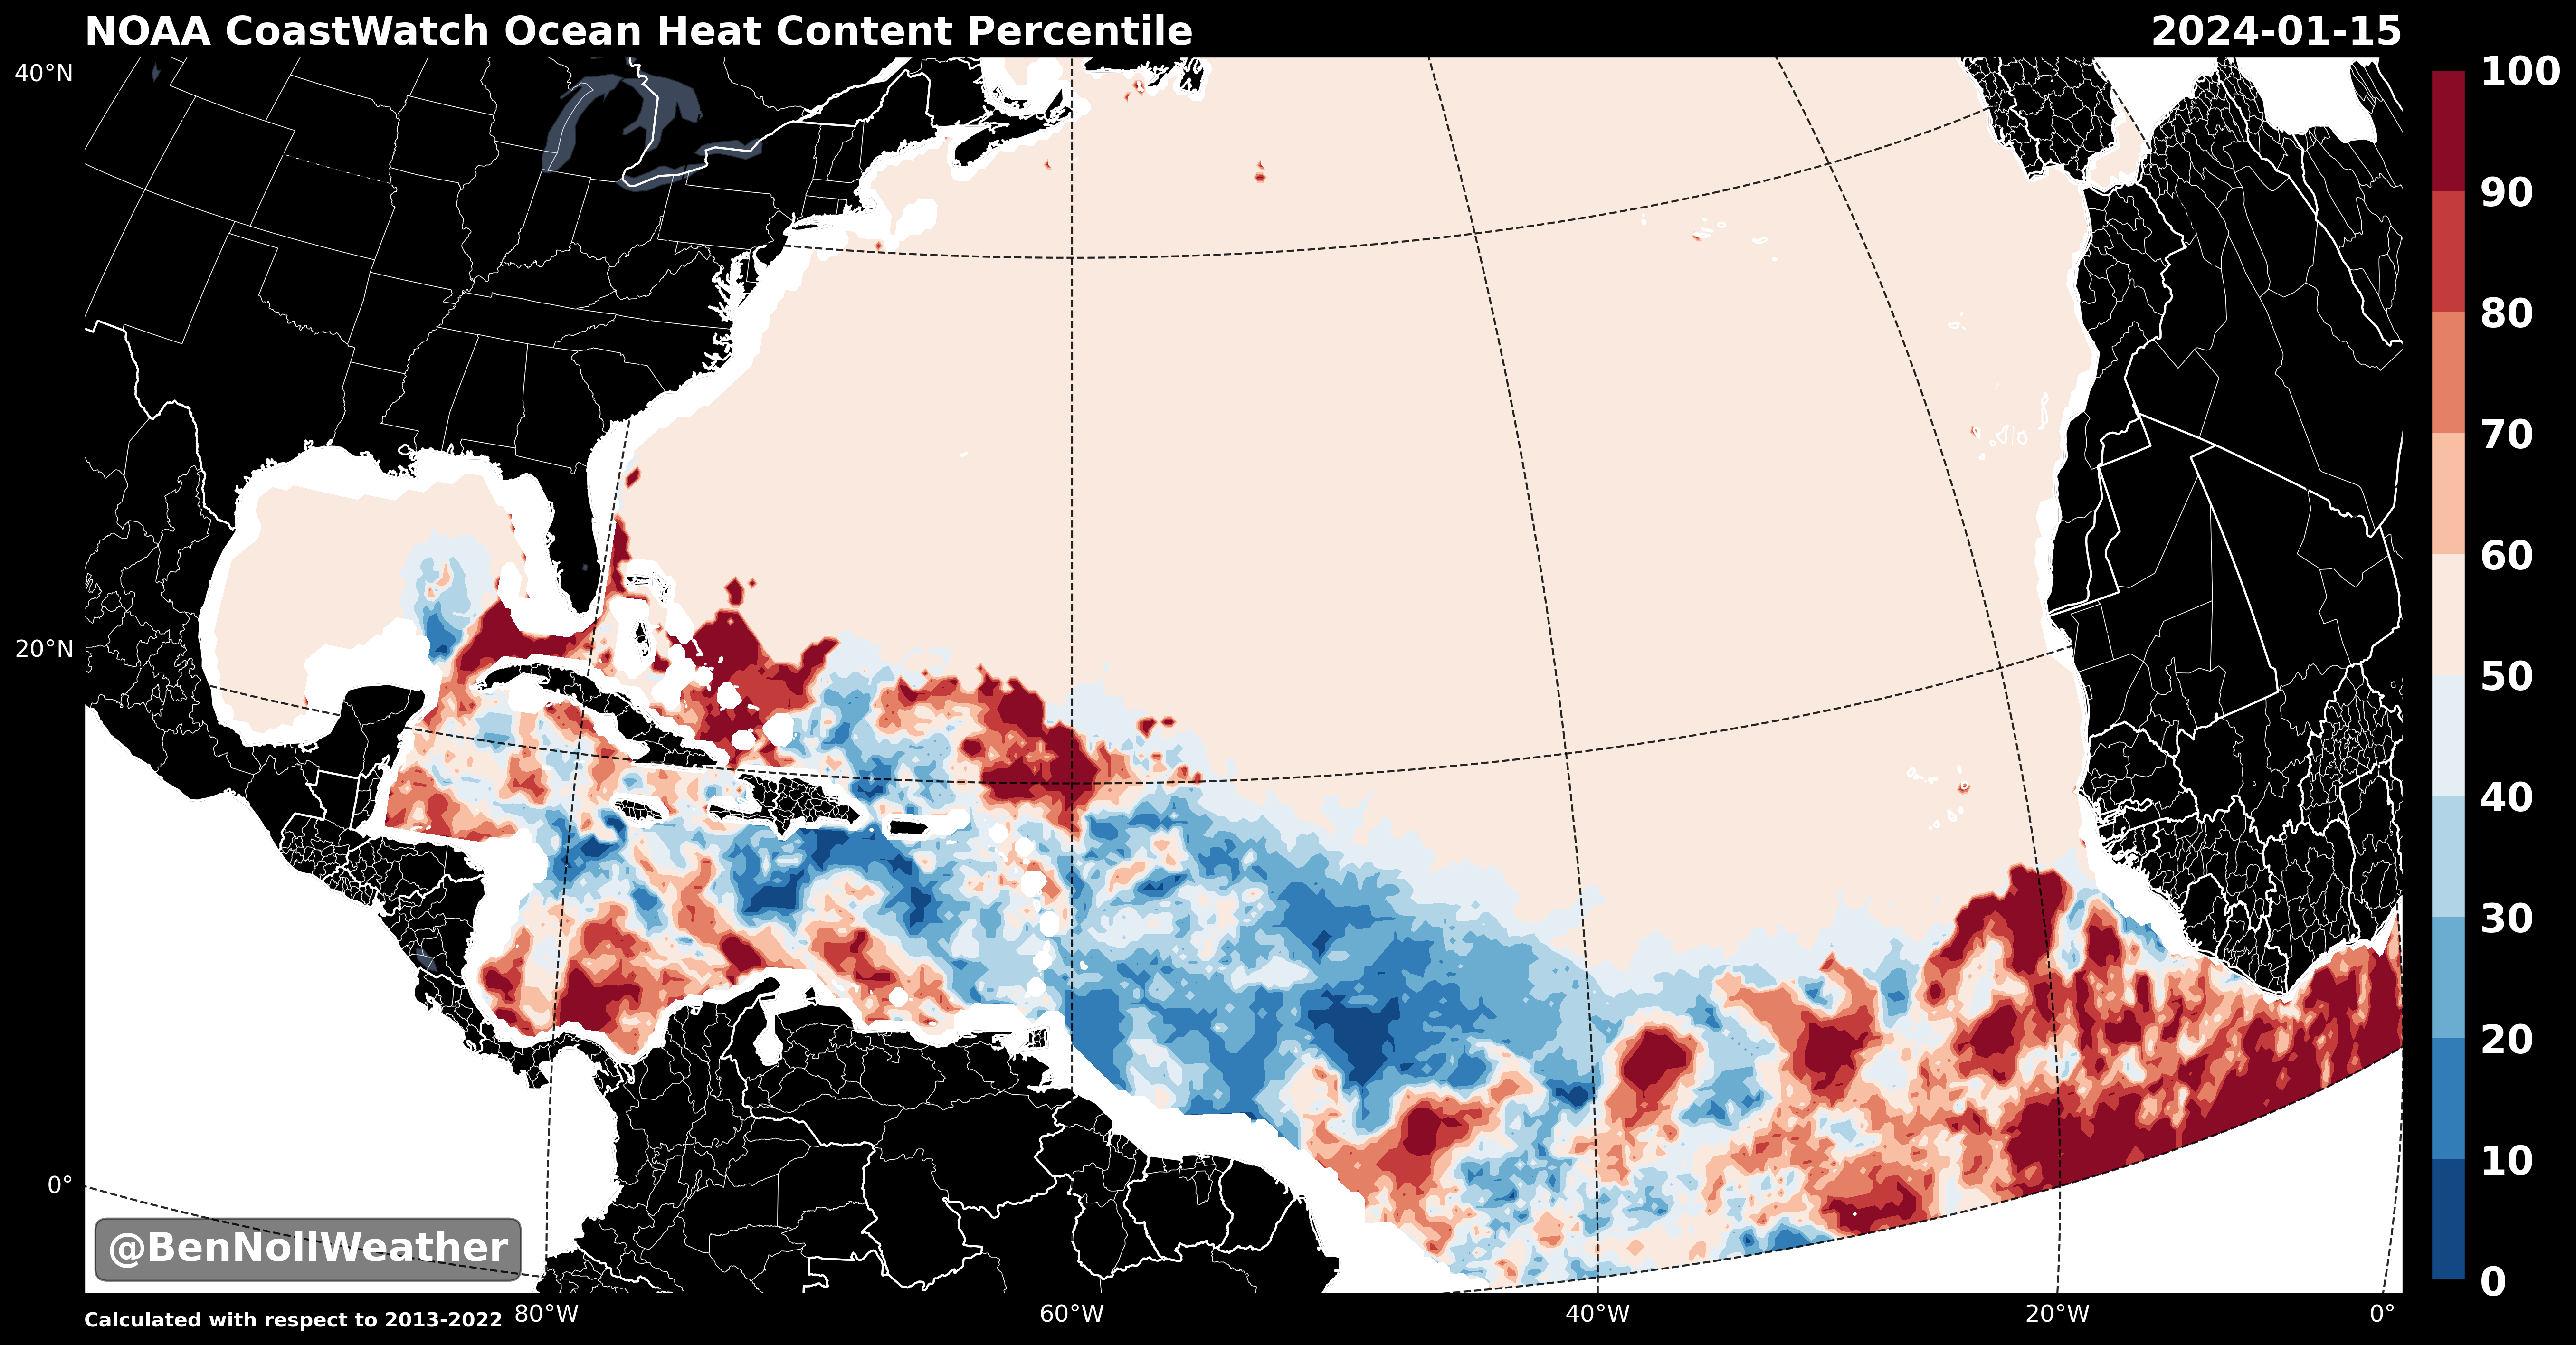 NOAA CoastWatch Ocean Heat Content Percentile 2024-01-15
40°N
20°N
0°
100
90
80
70
60
50
40
30
20
10
0
@BenNollWeather
Calculated with respect to 2013-2022
80°W 60°W 40°W 20°W 0°